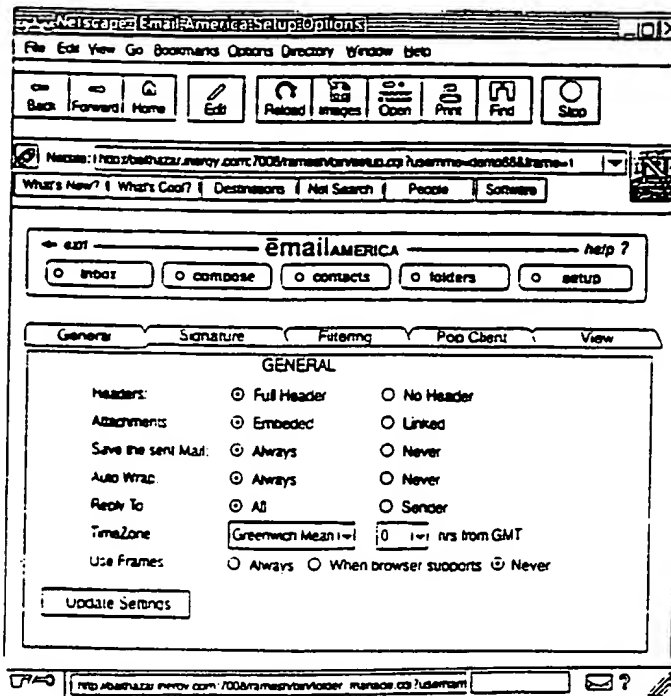 Netscape: Email America: Setup: Options
File Edit View Go Bookmarks Options Directory Window Help
Back Forward Home Edit Reload Images Open Print Find Stop
What's New? What's Cool? Destinations Net Search People Software
exit ēmailAMERICA help ?
inbox compose contacts folders setup
General Signature Filtering Pop Client View
GENERAL
Headers: Full Header No Header
Attachments Embeded Linked
Save the sent Mail: Always Never
Auto Wrap: Always Never
Reply To All Sender
TimeZone Greenwich Mean 0 hrs from GMT
Use Frames Always When browser supports Never
Update Settings
?